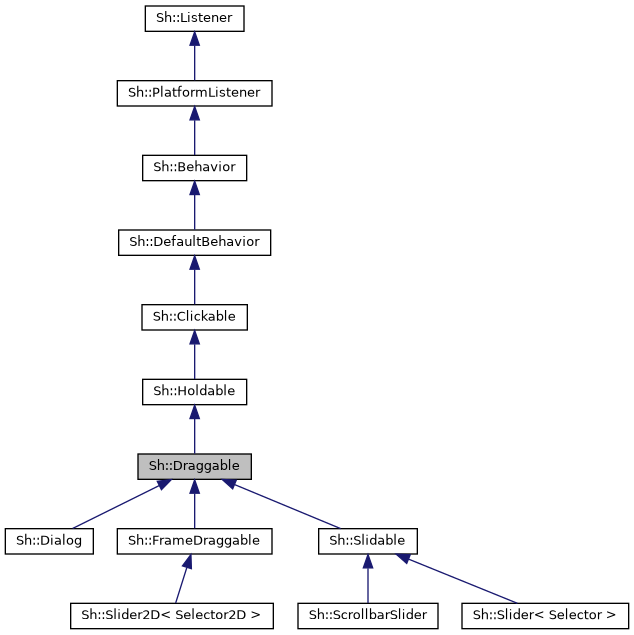 Sh::Listener
Sh::PlatformListener
Sh::Behavior
Sh::DefaultBehavior
Sh::Clickable
Sh::Holdable
Sh::Draggable
Sh::Dialog
Sh::FrameDraggable
Sh::Slidable
Sh::Slider2D< Selector2D >
Sh::ScrollbarSlider
Sh::Slider< Selector >